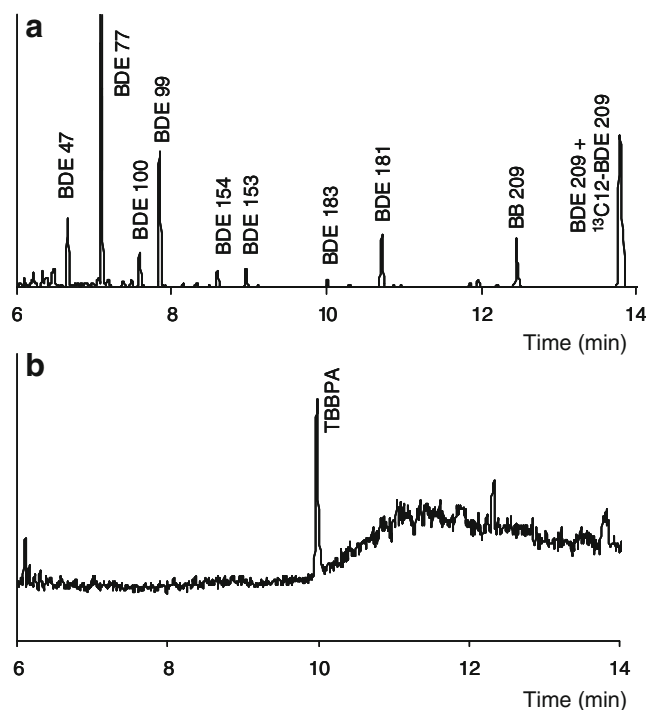 a
BDE 47
BDE 77
BDE 100
BDE 99
BDE 154
BDE 153
BDE 183
BDE 181
BB 209
BDE 209 +
¹³C12-BDE 209
6 8 10 12 14
Time (min)
b
TBBPA
6 8 10 12 14
Time (min)